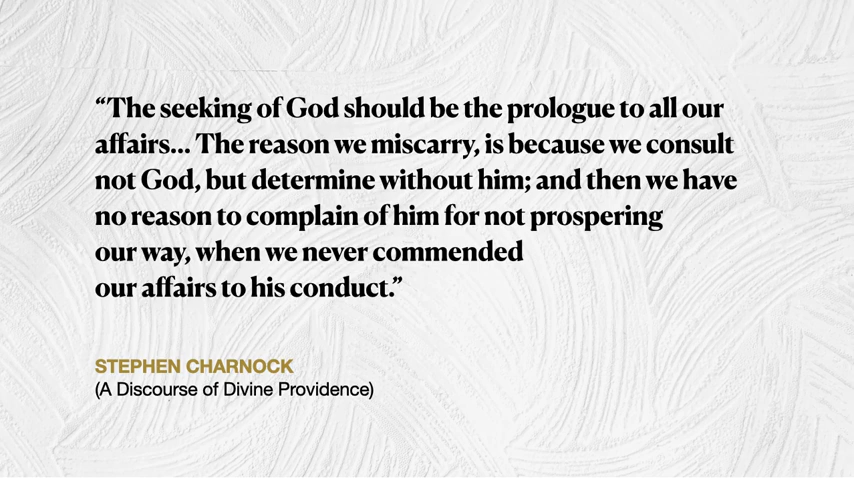 “The seeking of God should be the prologue to all our
affairs... The reason we miscarry, is because we consult
not God, but determine without him; and then we have
no reason to complain of him for not prospering
our way, when we never commended
our affairs to his conduct.”
STEPHEN CHARNOCK
(A Discourse of Divine Providence)